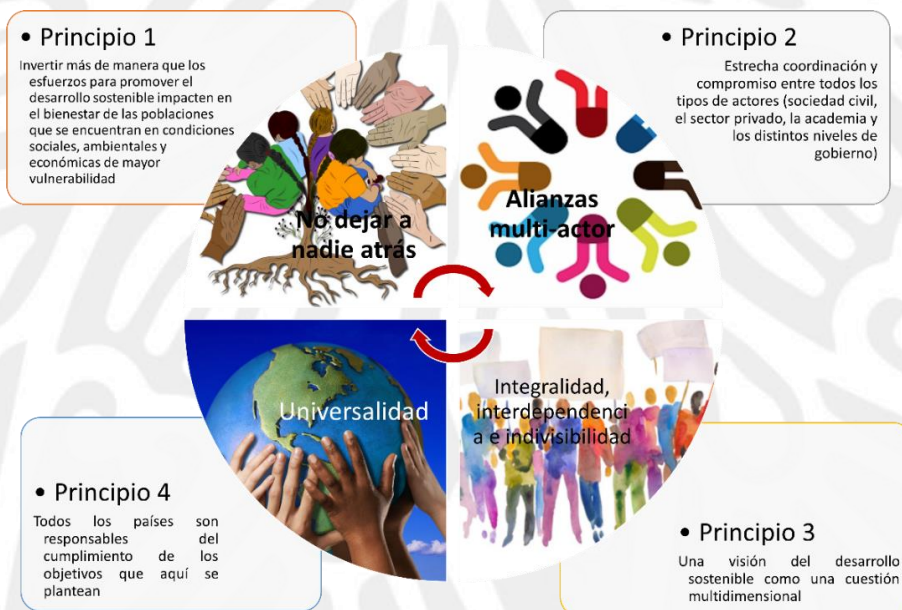 • Principio 1
Invertir más de manera que los
esfuerzos para promover el
desarrollo sostenible impacten en
el bienestar de las poblaciones
que se encuentran en condiciones
sociales, ambientales y
económicas de mayor
vulnerabilidad
No dejar a
nadie atrás
• Principio 2
Estrecha coordinación y
compromiso entre todos los
tipos de actores (sociedad civil,
el sector privado, la academia y
los distintos niveles de
gobierno)
Alianzas
multi-actor
Universalidad
• Principio 4
Todos los países son
responsables del
cumplimiento de los
objetivos que aquí se
plantean
Integralidad,
interdependenci
a e indivisibilidad
• Principio 3
Una visión del desarrollo
sostenible como una cuestión
multidimensional